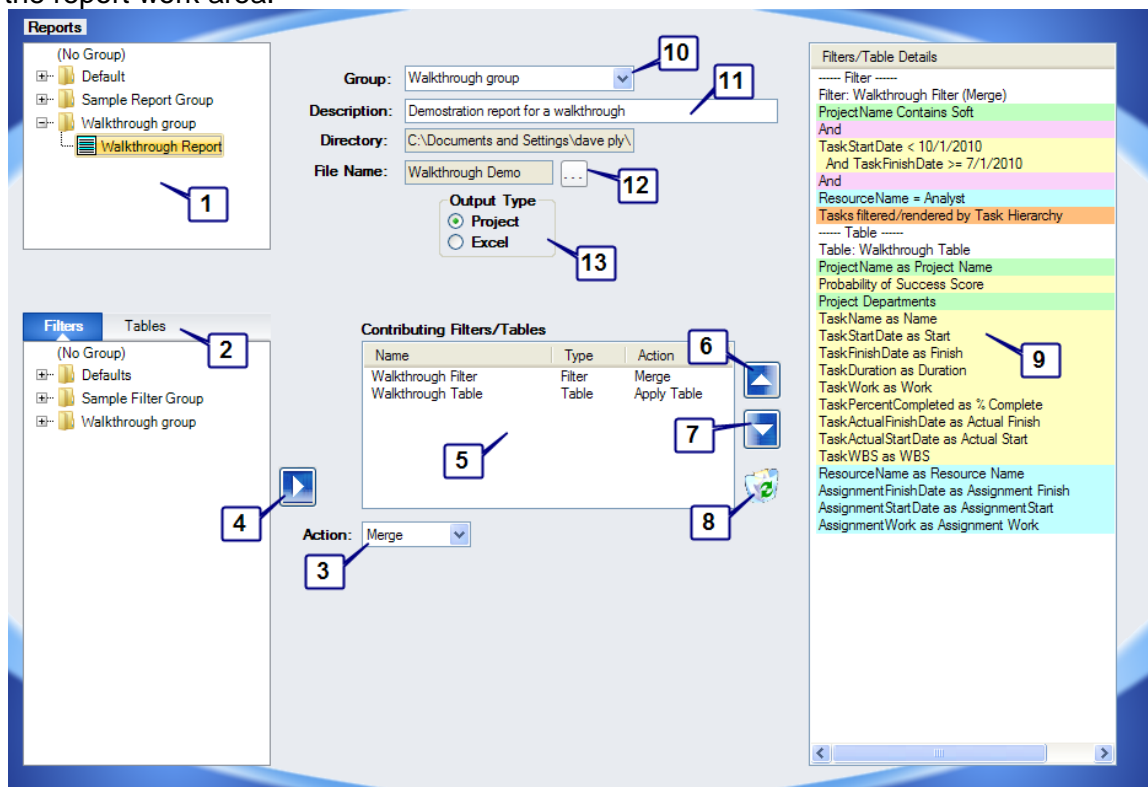 the report work area.
Reports
(No Group)
Default
Sample Report Group
Walkthrough group
Walkthrough Report
1
Group: Walkthrough group
10
Description: Demostration report for a walkthrough
11
Directory: C:\Documents and Settings\dave ply\
File Name: Walkthrough Demo ...
12
Output Type
Project
Excel
13
Filters Tables
2
(No Group)
Defaults
Sample Filter Group
Walkthrough group
4
Contributing Filters/Tables
Name Type Action
Walkthrough Filter Filter Merge
Walkthrough Table Table Apply Table
5
6
7
8
Action: Merge
3
Filters/Table Details
----- Filter -----
Filter: Walkthrough Filter (Merge)
ProjectName Contains Soft
And
TaskStartDate < 10/1/2010
And TaskFinishDate >= 7/1/2010
And
ResourceName = Analyst
Tasks filtered/rendered by Task Hierarchy
----- Table -----
Table: Walkthrough Table
ProjectName as Project Name
Probability of Success Score
Project Departments
TaskName as Name
TaskStartDate as Start
TaskFinishDate as Finish
TaskDuration as Duration
TaskWork as Work
TaskPercentCompleted as % Complete
TaskActualFinishDate as Actual Finish
TaskActualStartDate as Actual Start
TaskWBS as WBS
ResourceName as Resource Name
AssignmentFinishDate as Assignment Finish
AssignmentStartDate as AssignmentStart
AssignmentWork as Assignment Work
9